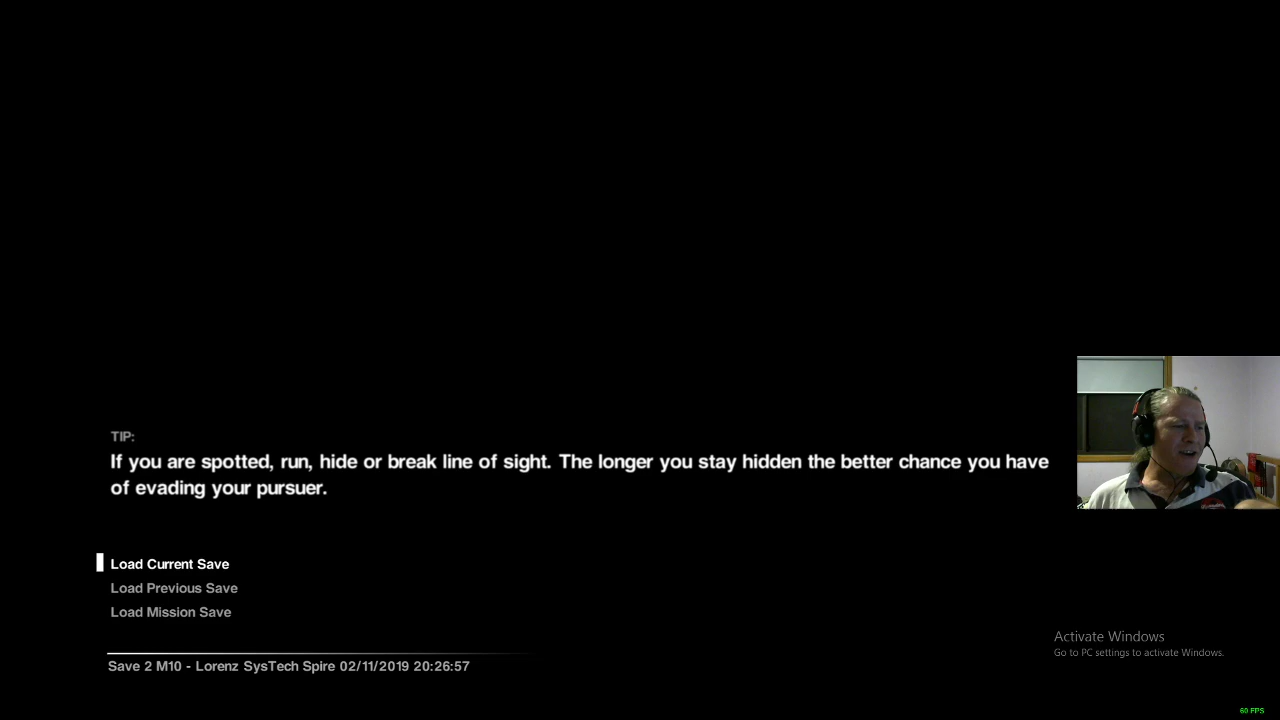 TIP:
If you are spotted, run, hide or break line of sight. The longer you stay hidden the better chance you have
of evading your pursuer.
Load Current Save
Load Previous Save
Load Mission Save
Save 2 M10 - Lorenz SysTech Spire 02/11/2019 20:26:57
Activate Windows
Go to PC settings to activate Windows.
60 FPS